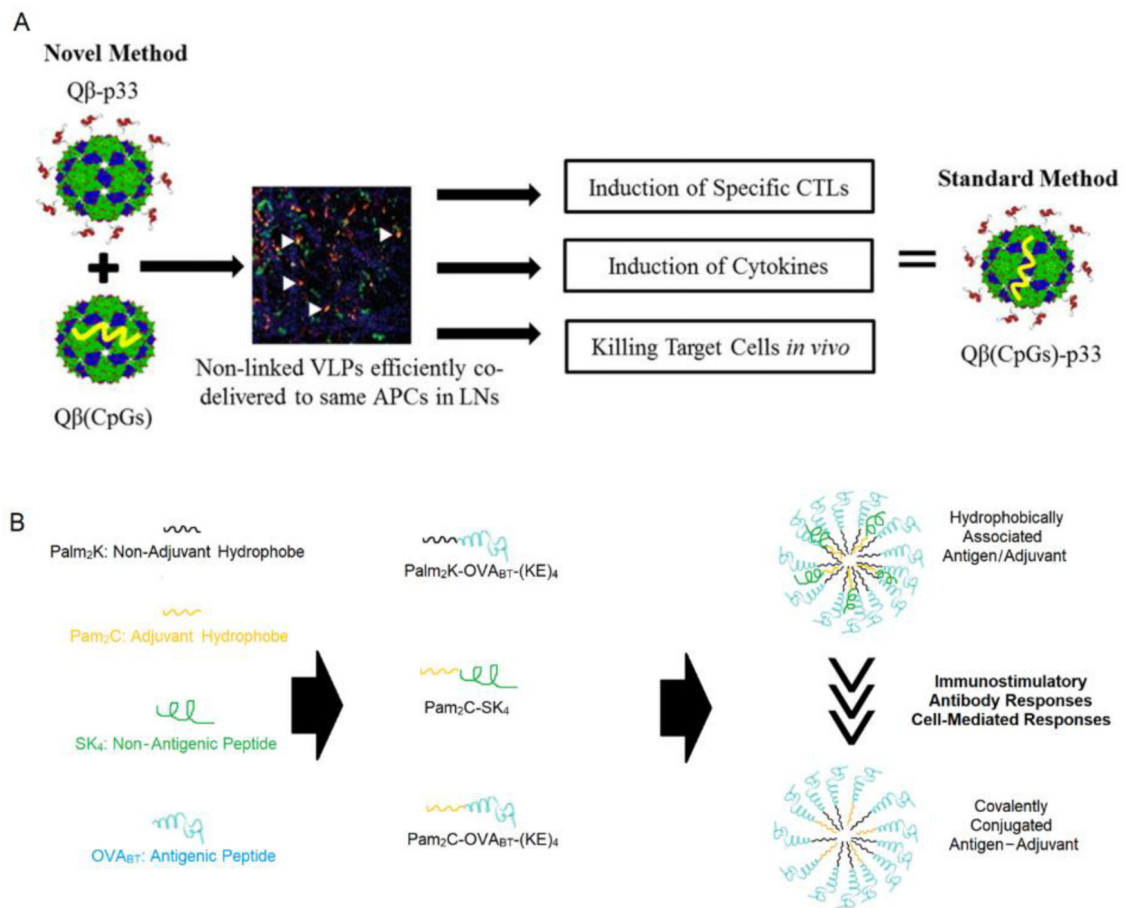 A
Novel Method
Qβ-p33
Qβ(CpGs)
Non-linked VLPs efficiently co-
delivered to same APCs in LNs
Induction of Specific CTLs
Induction of Cytokines
Killing Target Cells in vivo
Standard Method
Qβ(CpGs)-p33
B
Palm₂K: Non-Adjuvant Hydrophobe
Pam₂C: Adjuvant Hydrophobe
SK₄: Non-Antigenic Peptide
OVA_BT: Antigenic Peptide
Palm₂K-OVA_BT-(KE)₄
Pam₂C-SK₄
Pam₂C-OVA_BT-(KE)₄
Hydrophobically
Associated
Antigen/Adjuvant
Immunostimulatory
Antibody Responses
Cell-Mediated Responses
Covalently
Conjugated
Antigen–Adjuvant